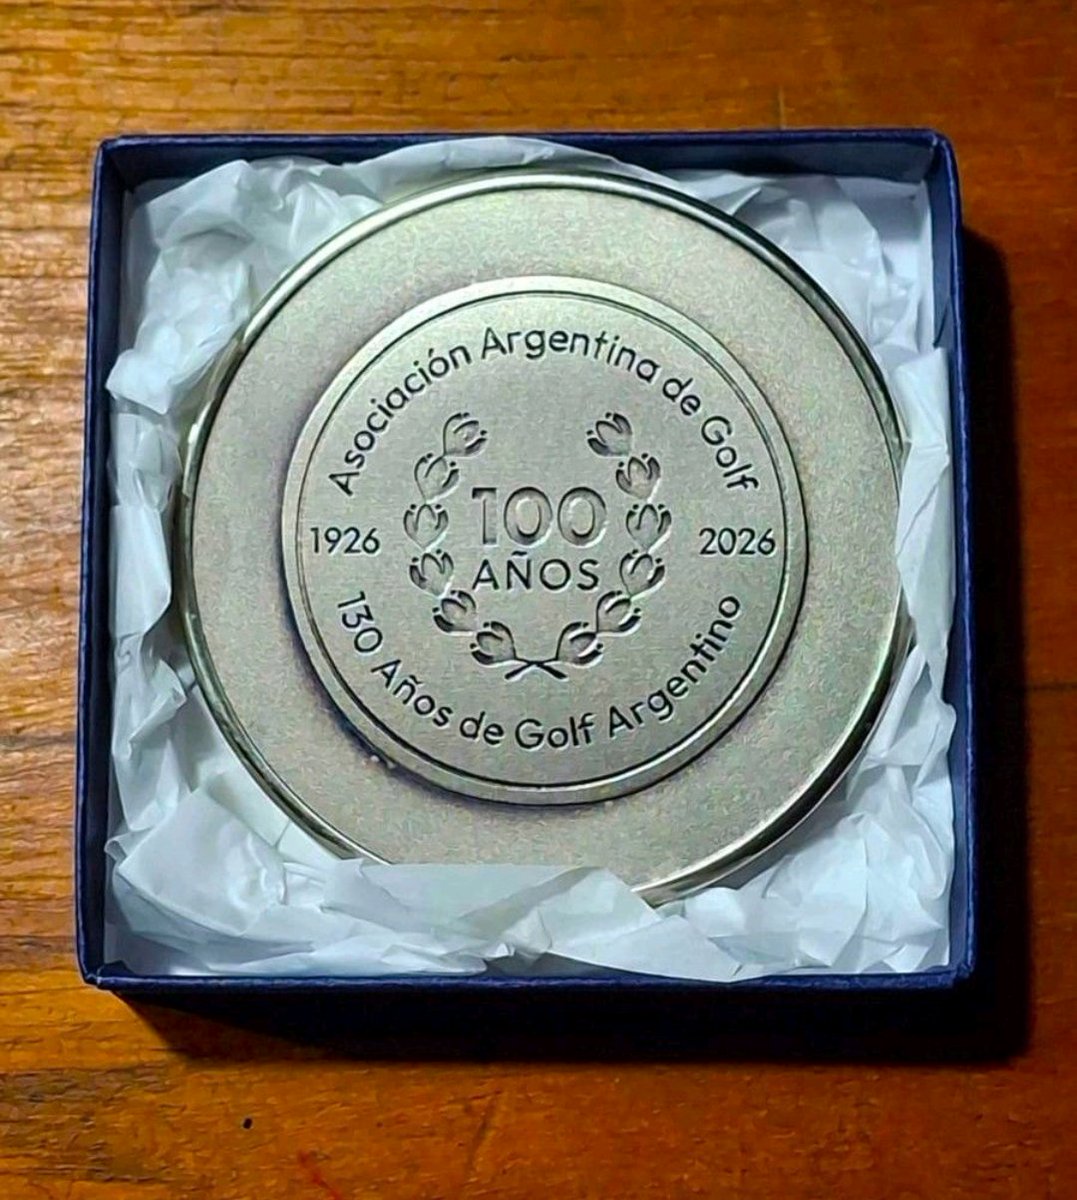 Asociación Argentina de Golf
1926
100
AÑOS
2026
130 Años de Golf Argentino